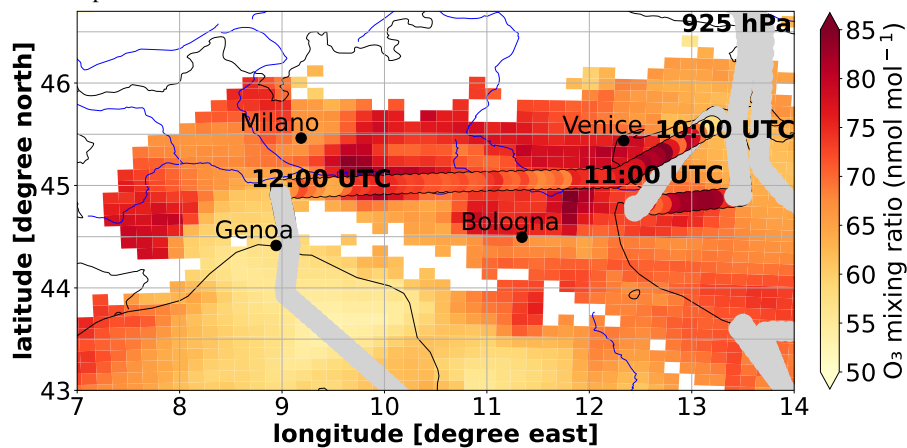 925 hPa
Milano
Venice
10:00 UTC
12:00 UTC
11:00 UTC
Genoa
Bologna
46
45
44
43
7
8
9
10
11
12
13
14
longitude [degree east]
latitude [degree north]
85
80
75
70
65
60
55
50
O₃ mixing ratio (nmol mol⁻¹)